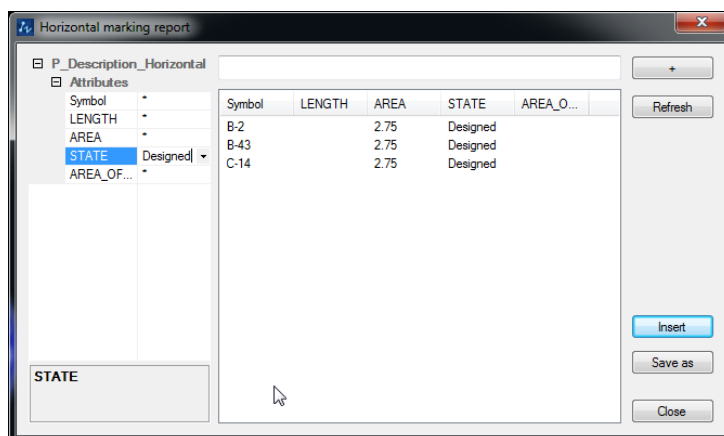 Horizontal marking report
P_Description_Horizontal
Attributes
Symbol *
LENGTH *
AREA *
STATE Designed
AREA_OF... *
STATE
Symbol LENGTH AREA STATE AREA_O...
B-2 2.75 Designed
B-43 2.75 Designed
C-14 2.75 Designed
+
Refresh
Insert
Save as
Close